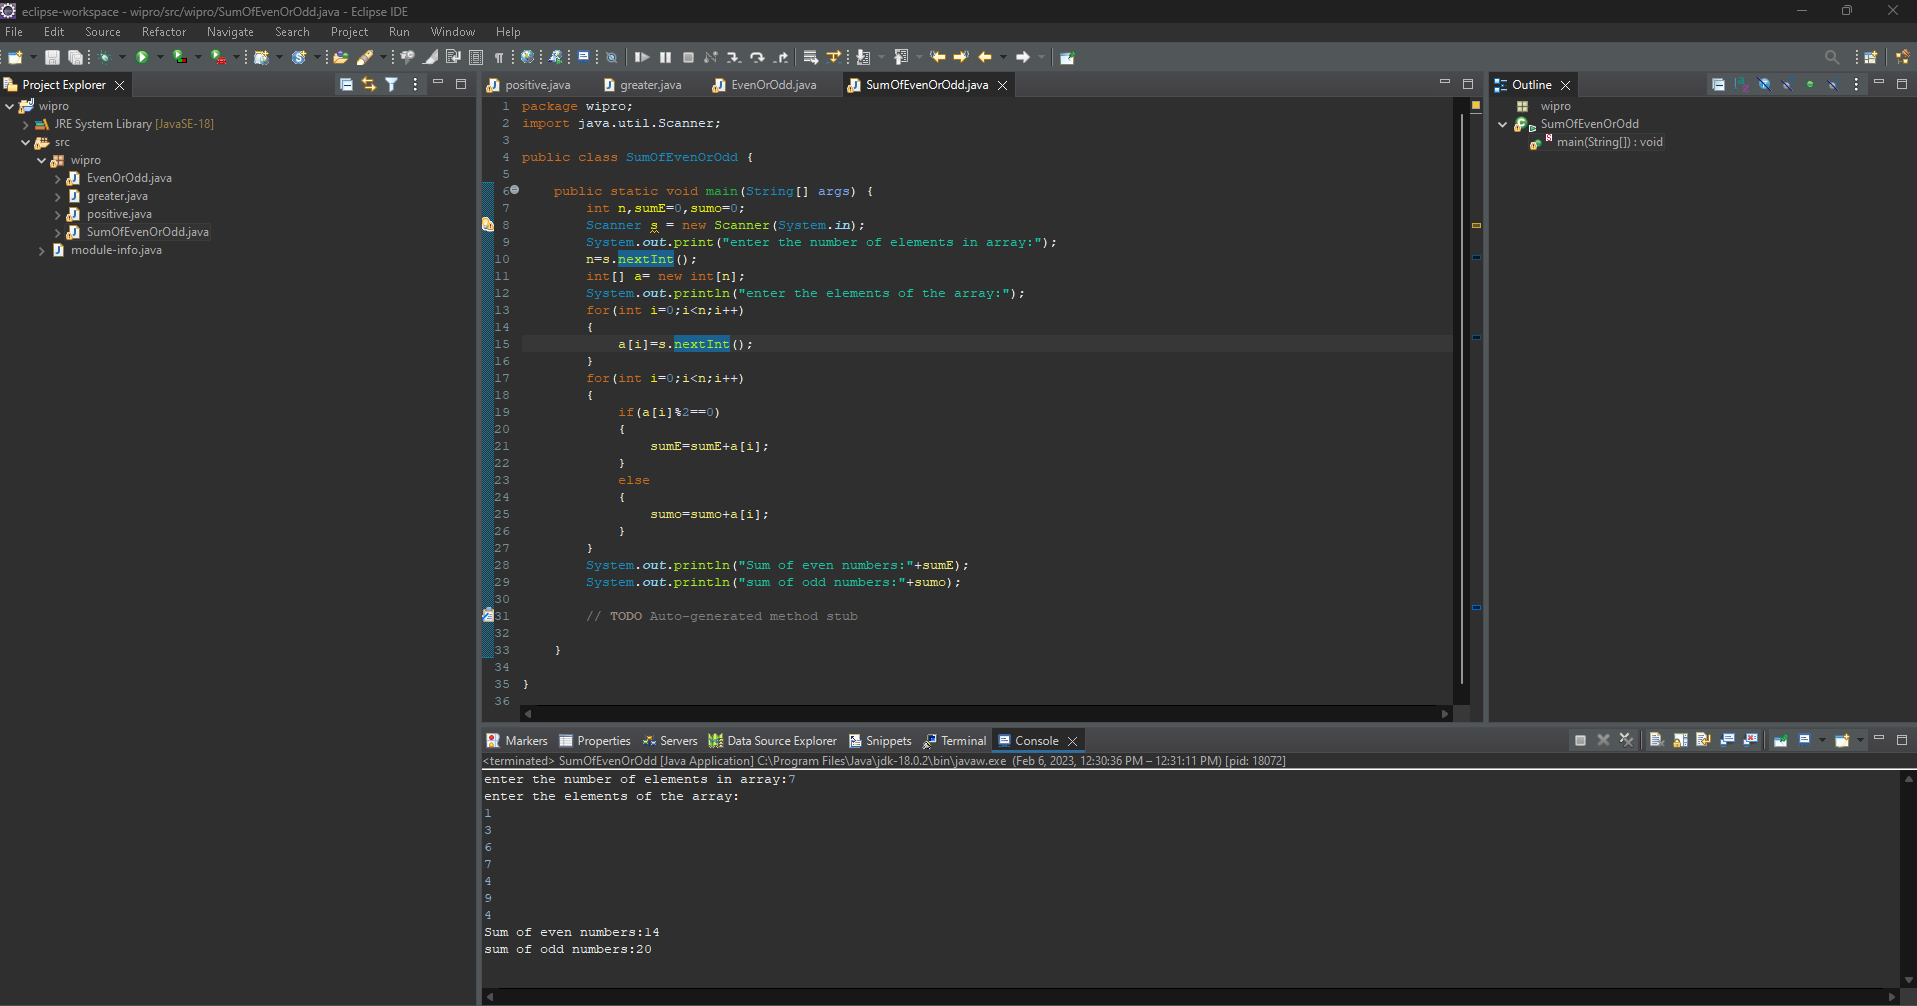 eclipse-workspace - wipro/src/wipro/SumOfEvenOrOdd.java - Eclipse IDE
File Edit Source Refactor Navigate Search Project Run Window Help
Project Explorer
wipro
JRE System Library [JavaSE-18]
src
wipro
EvenOrOdd.java
greater.java
positive.java
SumOfEvenOrOdd.java
module-info.java
positive.java greater.java EvenOrOdd.java SumOfEvenOrOdd.java
1 package wipro;
2 import java.util.Scanner;
3
4 public class SumOfEvenOrOdd {
5
6 public static void main(String[] args) {
7 int n,sumE=0,sumo=0;
8 Scanner s = new Scanner(System.in);
9 System.out.print("enter the number of elements in array:");
10 n=s.nextInt();
11 int[] a= new int[n];
12 System.out.println("enter the elements of the array:");
13 for(int i=0;i<n;i++)
14 {
15 a[i]=s.nextInt();
16 }
17 for(int i=0;i<n;i++)
18 {
19 if(a[i]%2==0)
20 {
21 sumE=sumE+a[i];
22 }
23 else
24 {
25 sumo=sumo+a[i];
26 }
27 }
28 System.out.println("Sum of even numbers:"+sumE);
29 System.out.println("sum of odd numbers:"+sumo);
30
31 // TODO Auto-generated method stub
32
33 }
34
35 }
36
Outline
wipro
SumOfEvenOrOdd
main(String[]) : void
Markers Properties Servers Data Source Explorer Snippets Terminal Console
<terminated> SumOfEvenOrOdd [Java Application] C:\Program Files\Java\jdk-18.0.2\bin\javaw.exe (Feb 6, 2023, 12:30:36 PM – 12:31:11 PM) [pid: 18072]
enter the number of elements in array:7
enter the elements of the array:
1
3
6
7
4
9
4
Sum of even numbers:14
sum of odd numbers:20